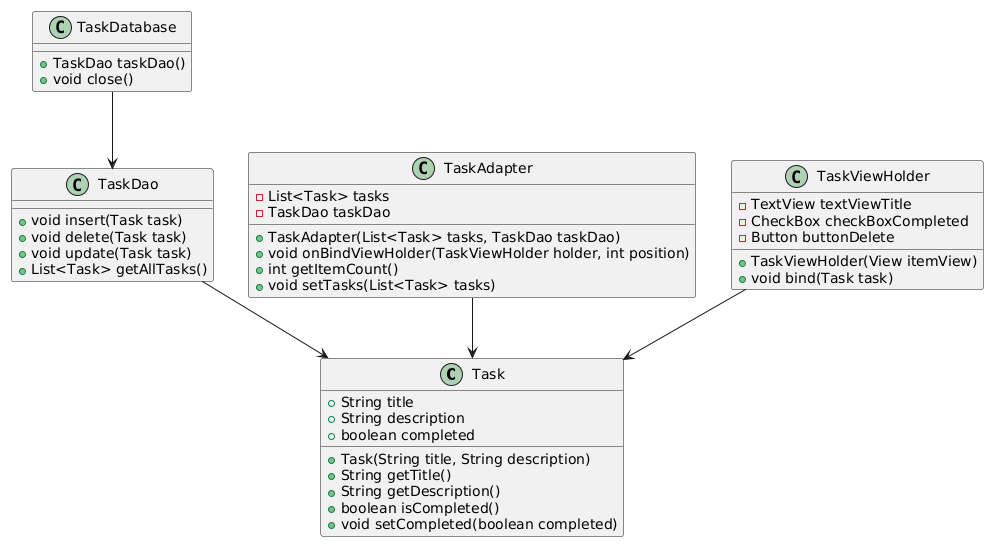 C TaskDatabase
TaskDao taskDao()
void close()
C TaskDao
void insert(Task task)
void delete(Task task)
void update(Task task)
List<Task> getAllTasks()
C TaskAdapter
List<Task> tasks
TaskDao taskDao
TaskAdapter(List<Task> tasks, TaskDao taskDao)
void onBindViewHolder(TaskViewHolder holder, int position)
int getItemCount()
void setTasks(List<Task> tasks)
C TaskViewHolder
TextView textViewTitle
CheckBox checkBoxCompleted
Button buttonDelete
TaskViewHolder(View itemView)
void bind(Task task)
C Task
String title
String description
boolean completed
Task(String title, String description)
String getTitle()
String getDescription()
boolean isCompleted()
void setCompleted(boolean completed)